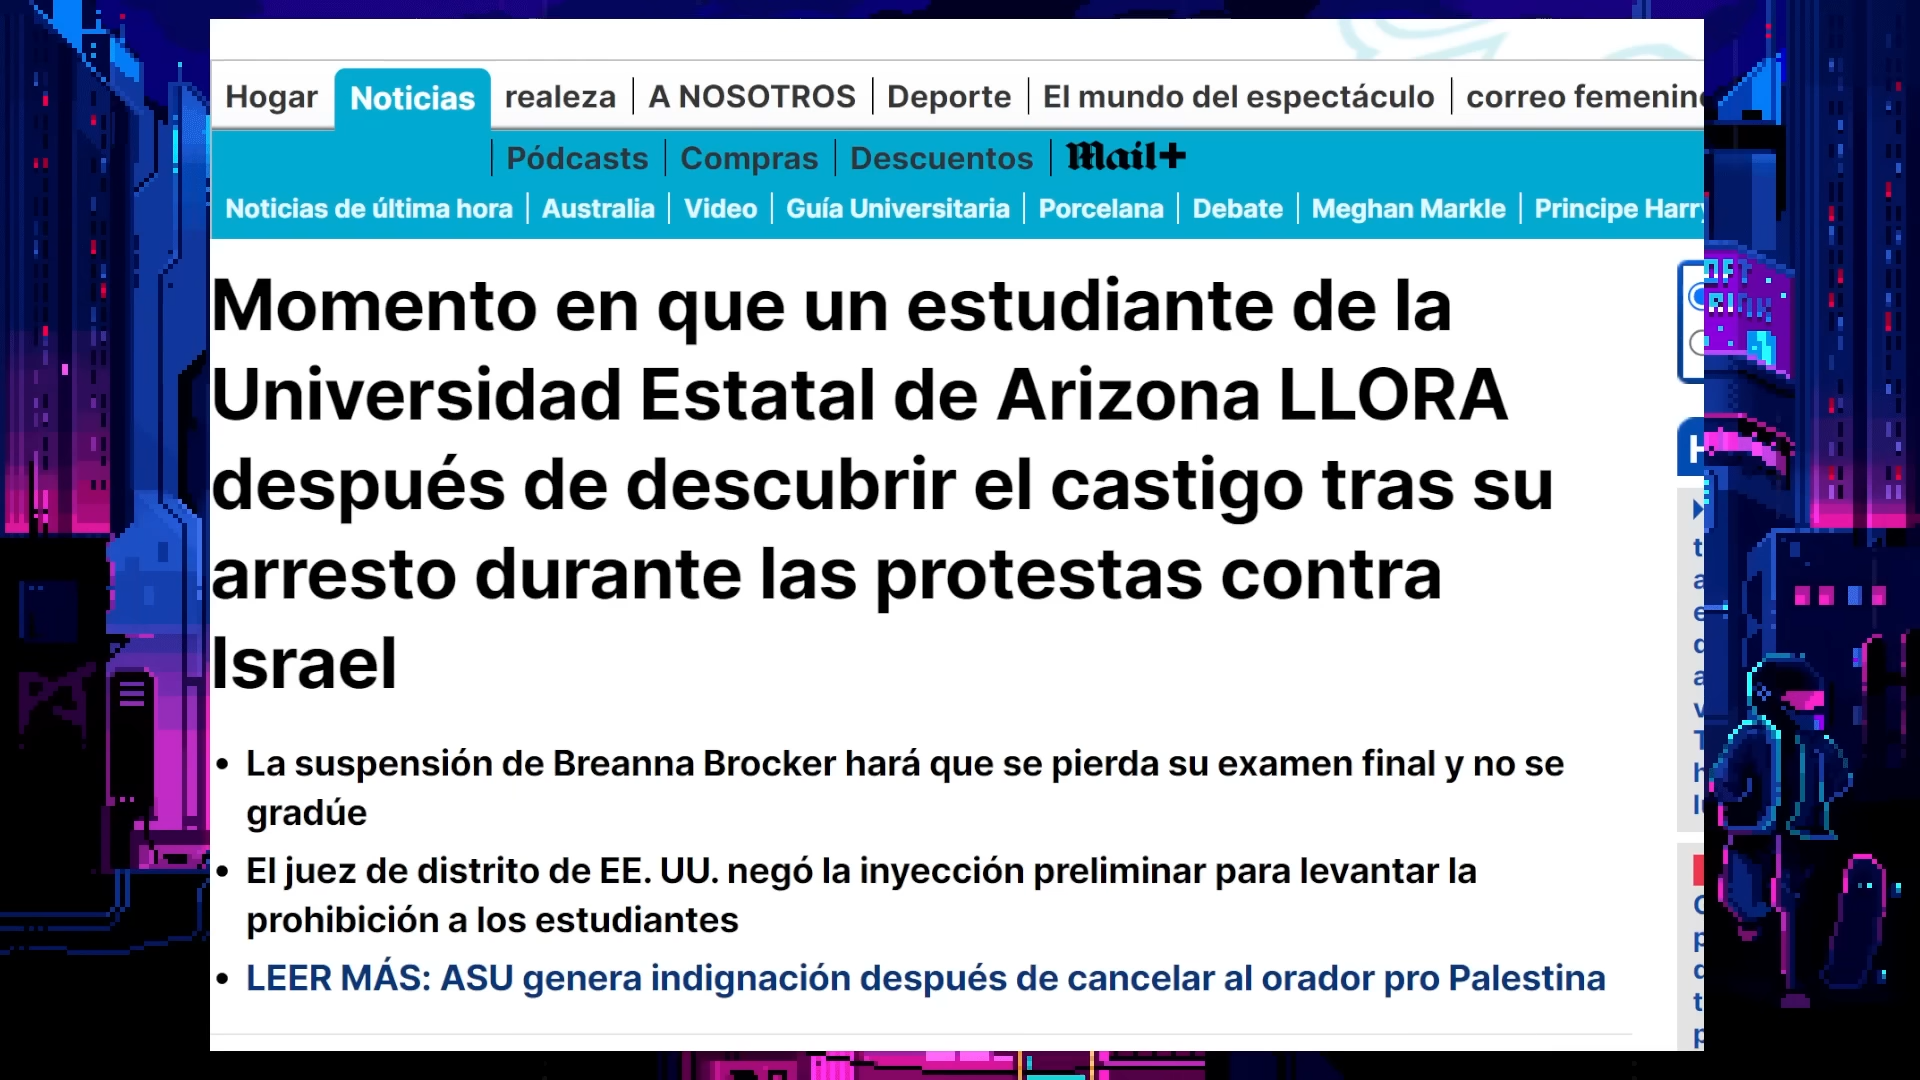 Hogar Noticias realeza A NOSOTROS Deporte El mundo del espectáculo correo femenino
Pódcasts Compras Descuentos Mail+
Noticias de última hora Australia Video Guía Universitaria Porcelana Debate Meghan Markle Principe Harry
Momento en que un estudiante de la
Universidad Estatal de Arizona LLORA
después de descubrir el castigo tras su
arresto durante las protestas contra
Israel
• La suspensión de Breanna Brocker hará que se pierda su examen final y no se
gradúe
• El juez de distrito de EE. UU. negó la inyección preliminar para levantar la
prohibición a los estudiantes
• LEER MÁS: ASU genera indignación después de cancelar al orador pro Palestina